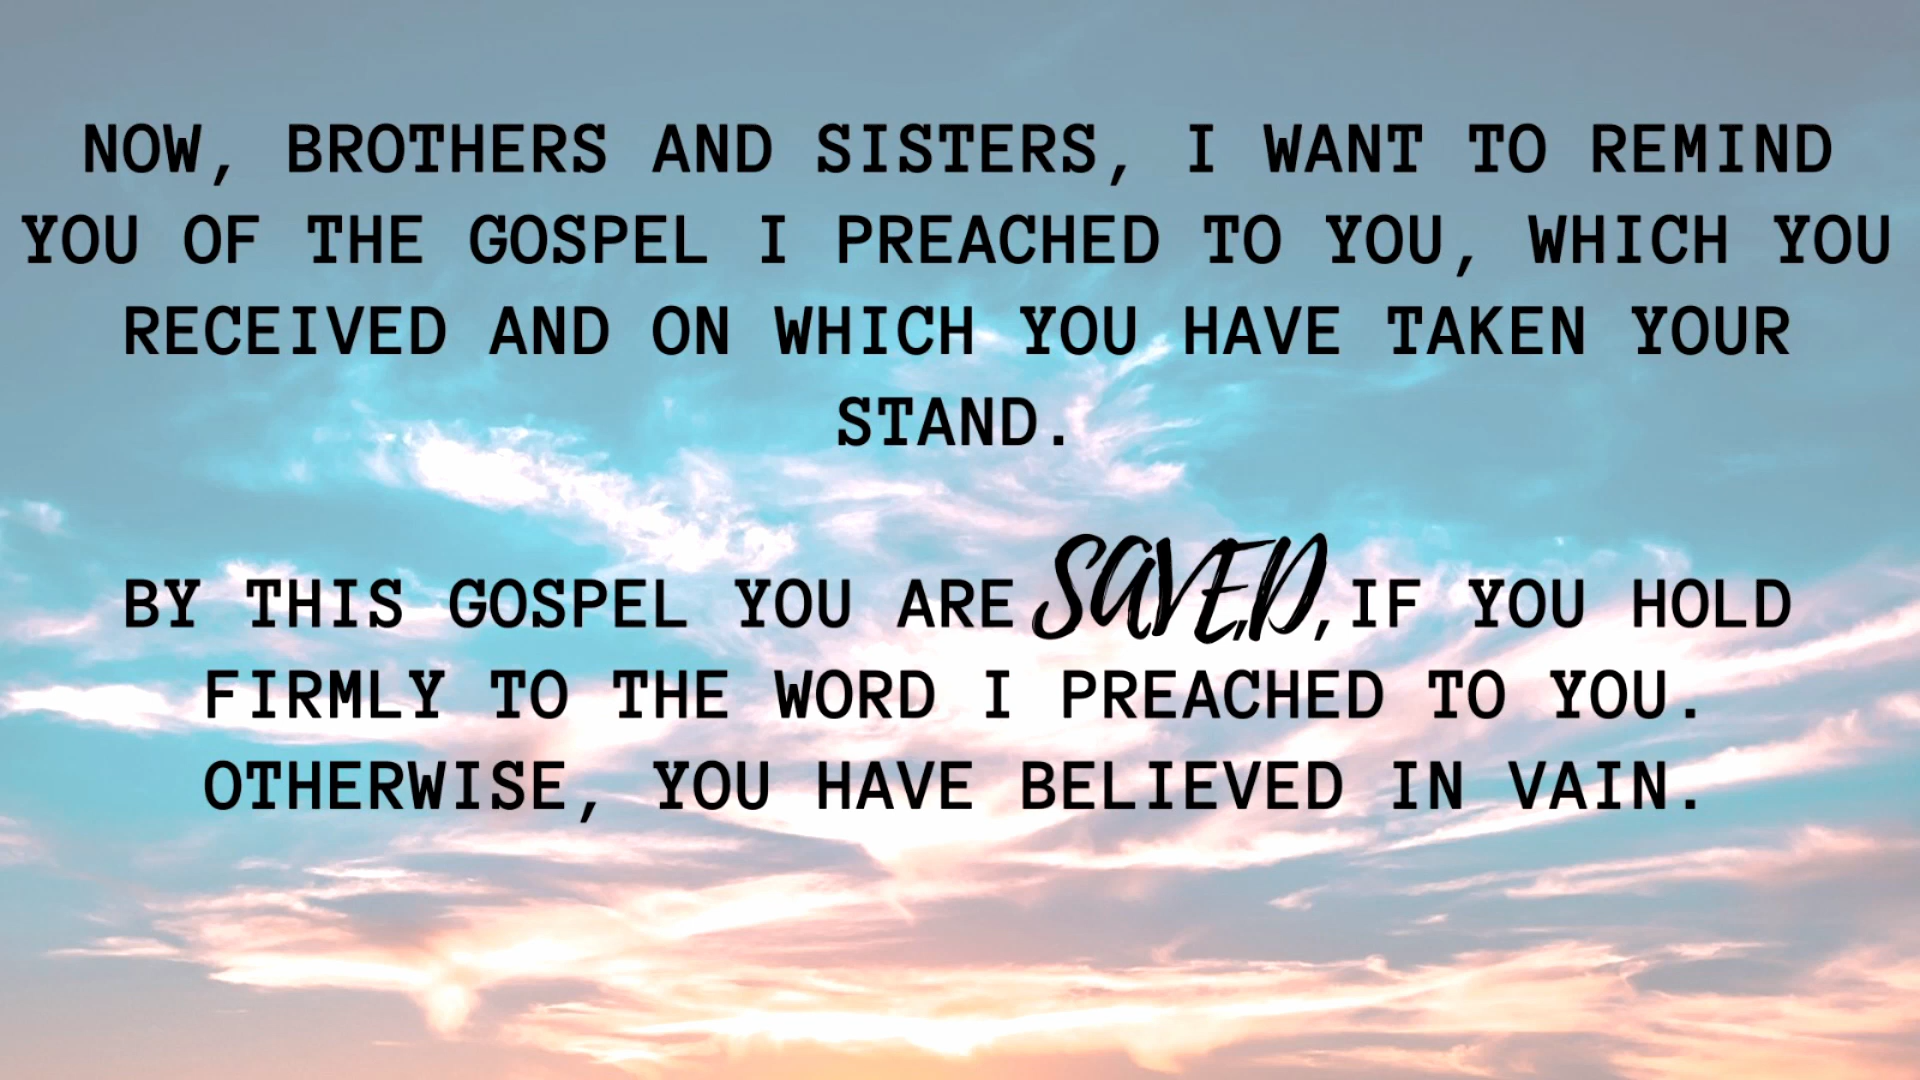 NOW, BROTHERS AND SISTERS, I WANT TO REMIND
YOU OF THE GOSPEL I PREACHED TO YOU, WHICH YOU
RECEIVED AND ON WHICH YOU HAVE TAKEN YOUR
STAND.
BY THIS GOSPEL YOU ARE SAVED, IF YOU HOLD
FIRMLY TO THE WORD I PREACHED TO YOU.
OTHERWISE, YOU HAVE BELIEVED IN VAIN.